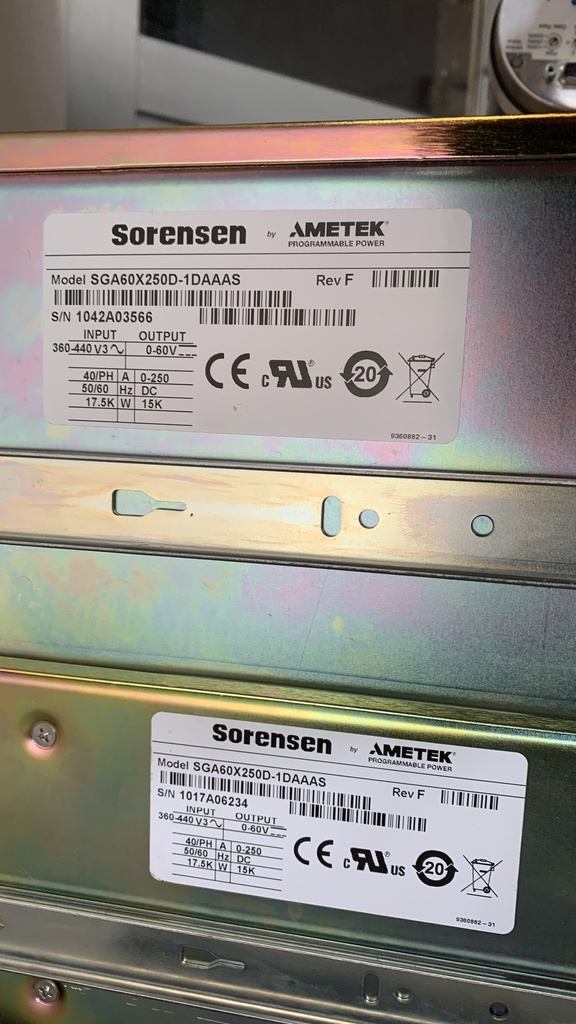 Sorensen by AMETEK®
PROGRAMMABLE POWER
Model SGA60X250D-1DAAAS Rev F
S/N 1042A03566
INPUT OUTPUT
360-440 V3 0-60V
40/PH A 0-250
50/60 Hz DC
17.5K W 15K
CE c RU® US 20
9360882-31
Sorensen by AMETEK®
PROGRAMMABLE POWER
Model SGA60X250D-1DAAAS Rev F
S/N 1017A06234
INPUT OUTPUT
360-440 V3 0-60V
40/PH A 0-250
50/60 Hz DC
17.5K W 15K
CE c RU® US 20
9360882-31